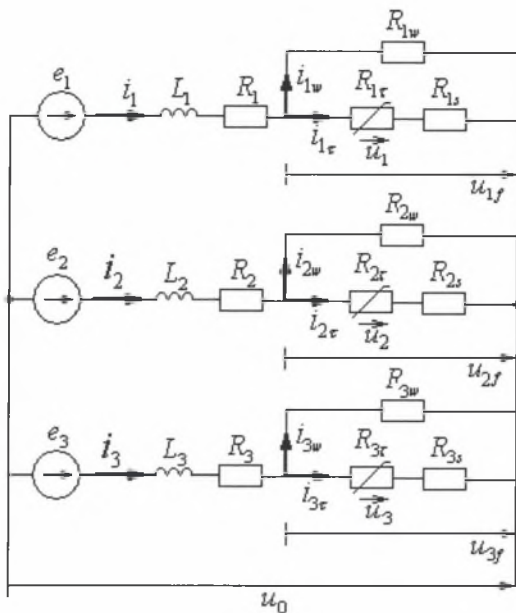 R1w
e1 i1 L1 R1 i1w R1τ R1s
i1τ u1
u1f
R2w
e2 i2 L2 R2 i2w R2τ R2s
i2τ u2
u2f
R3w
e3 i3 L3 R3 i3w R3τ R3s
i3τ u3
u3f
u0